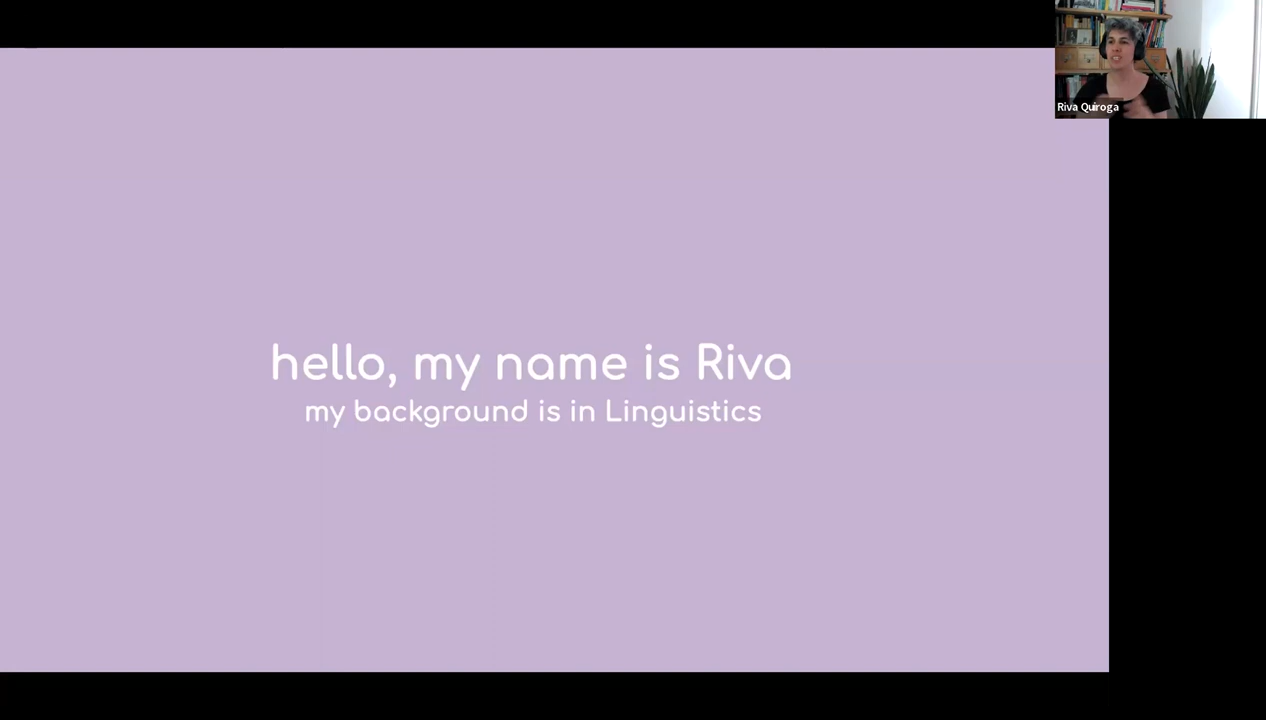 Riva Quiroga
hello, my name is Riva
my background is in Linguistics